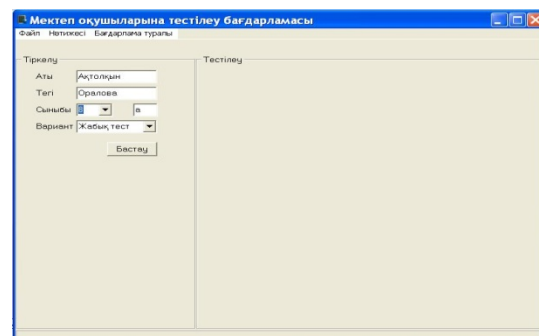 Мектеп оқушыларына тестілеу бағдарламасы
Файл Нәтижесі Бағдарлама туралы
Тіркелу
Тестілеу
Аты Ақтолқын
Тегі Оралова
Сыныбы а
Вариант Жабық тест
Бастау